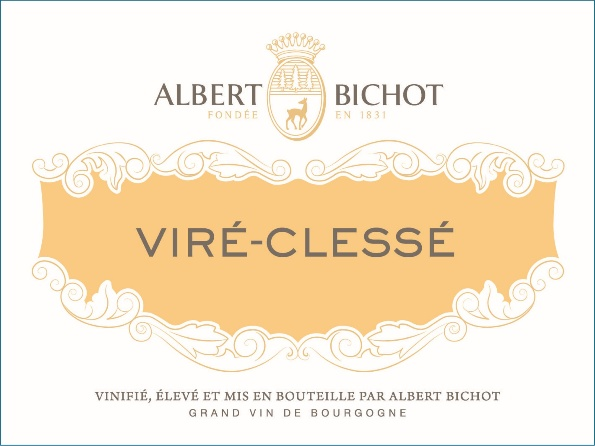 ALBERT BICHOT
FONDÉE EN 1831
VIRÉ-CLESSÉ
VINIFIÉ, ÉLEVÉ ET MIS EN BOUTEILLE PAR ALBERT BICHOT
GRAND VIN DE BOURGOGNE